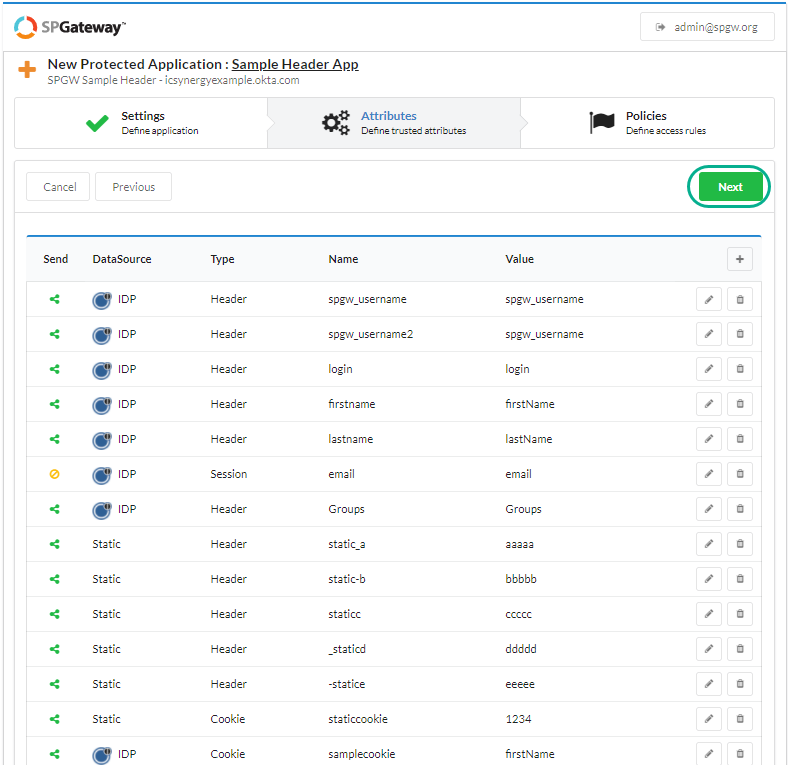 SPGateway™
admin@spgw.org
New Protected Application : Sample Header App
SPGW Sample Header - icsynergyexample.okta.com
Settings
Define application
Attributes
Define trusted attributes
Policies
Define access rules
Cancel Previous Next
Send DataSource Type Name Value +
IDP Header spgw_username spgw_username
IDP Header spgw_username2 spgw_username
IDP Header login login
IDP Header firstname firstName
IDP Header lastname lastName
IDP Session email email
IDP Header Groups Groups
Static Header static_a aaaaa
Static Header static-b bbbbb
Static Header staticc ccccc
Static Header _staticd ddddd
Static Header -statice eeeee
Static Cookie staticcookie 1234
IDP Cookie samplecookie firstName